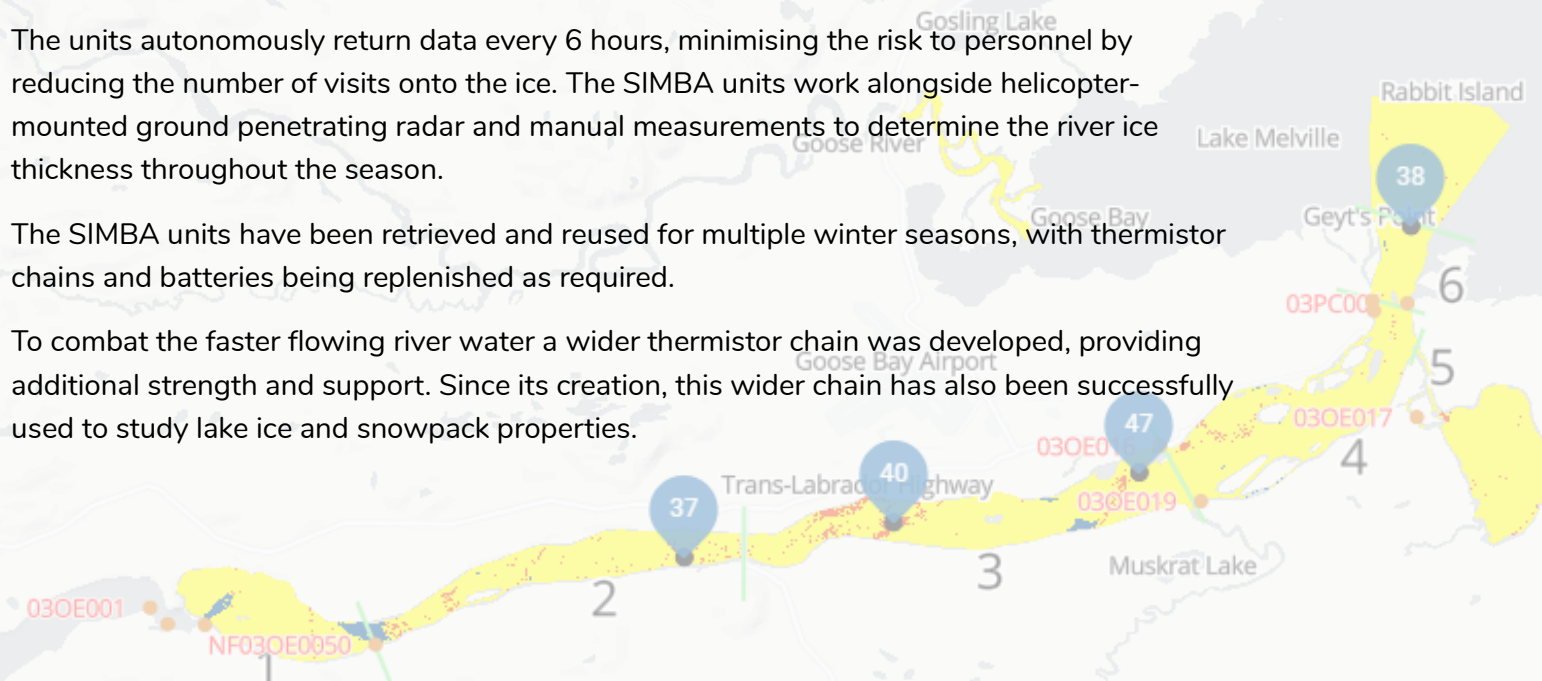 Gosling Lake
The units autonomously return data every 6 hours, minimising the risk to personnel by
reducing the number of visits onto the ice. The SIMBA units work alongside helicopter-
mounted ground penetrating radar and manual measurements to determine the river ice
thickness throughout the season.
The SIMBA units have been retrieved and reused for multiple winter seasons, with thermistor
chains and batteries being replenished as required.
To combat the faster flowing river water a wider thermistor chain was developed, providing
additional strength and support. Since its creation, this wider chain has also been successfully
used to study lake ice and snowpack properties.
Rabbit Island
Lake Melville
Goose River
38
Goose Bay
Geyt's Point
6
03PC00
Goose Bay Airport
5
03OE017
47
03OE0 6
4
40
Trans-Labrador Highway
37
03OE019
3
Muskrat Lake
2
03OE001
NF03OE0050
1